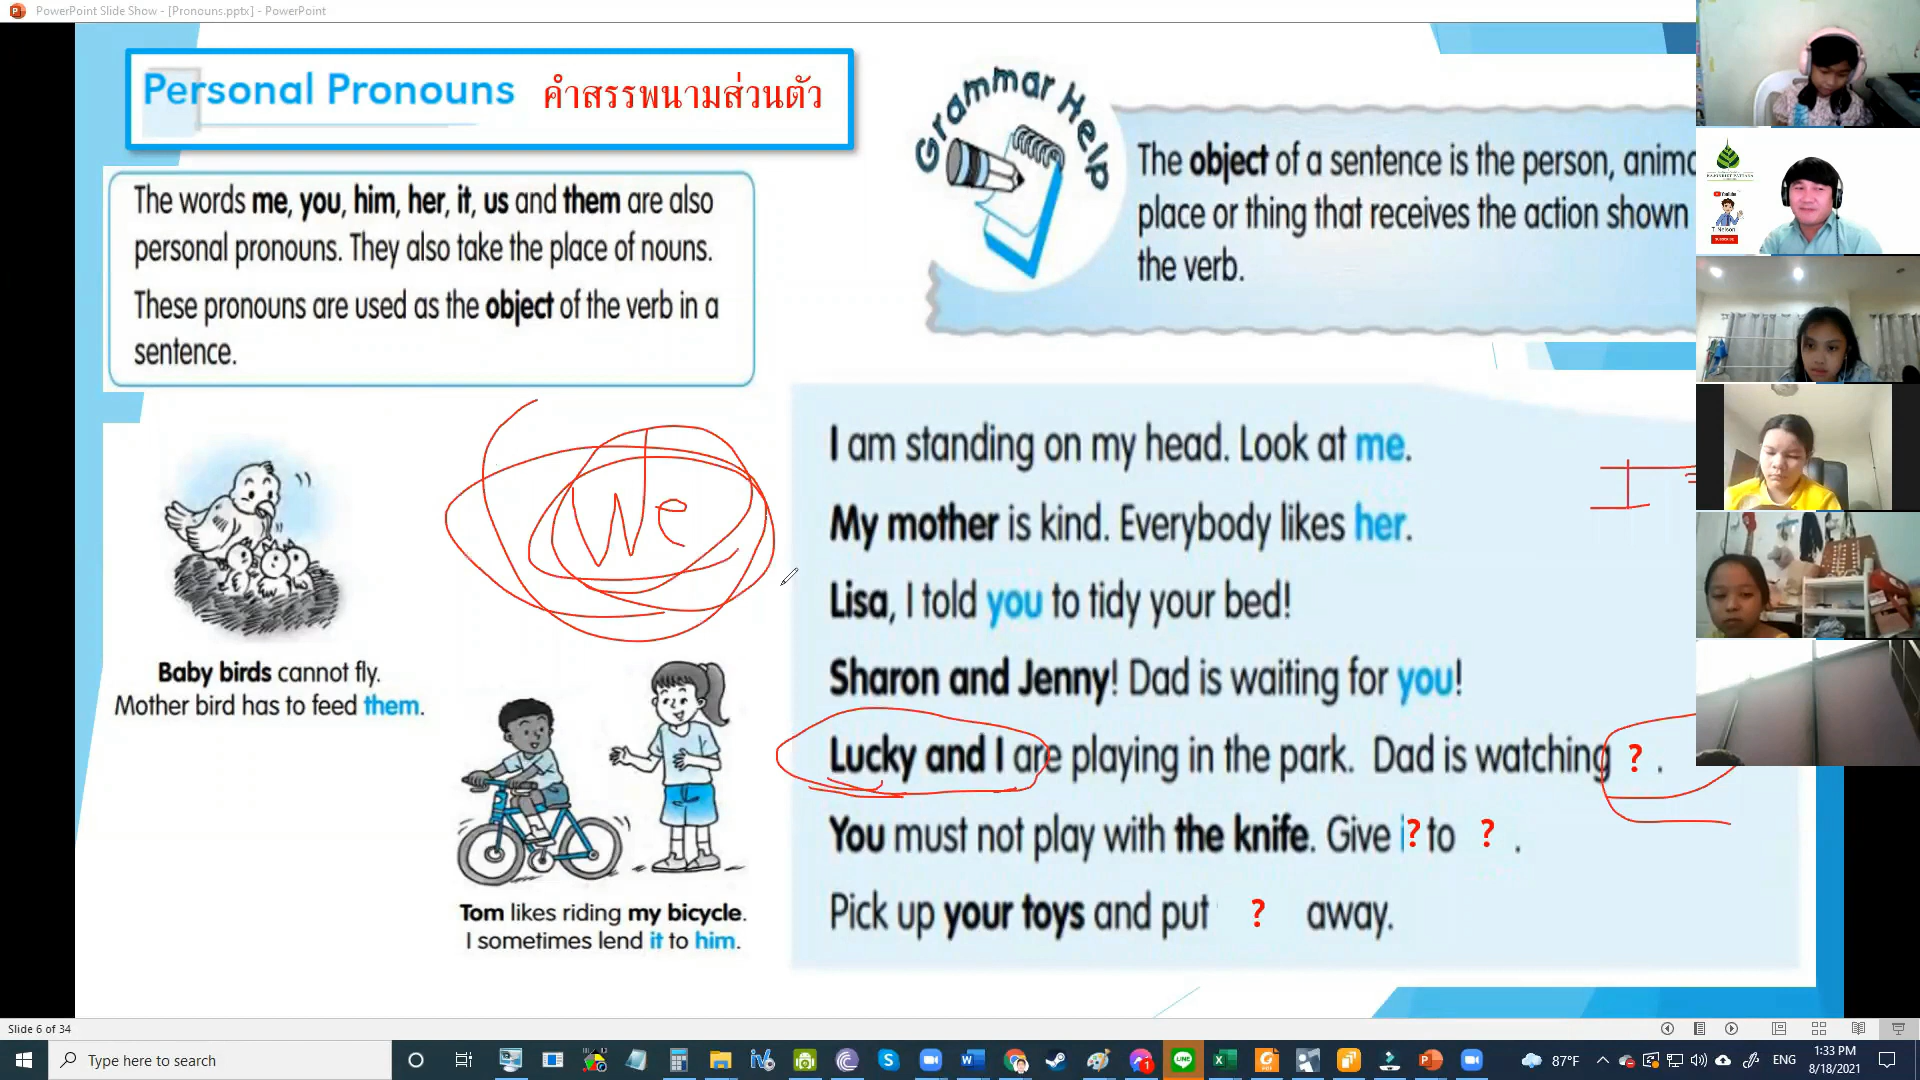 PowerPoint Slide Show - [Pronouns.pptx] - PowerPoint
Personal Pronouns คำสรรพนามส่วนตัว
The words me, you, him, her, it, us and them are also
personal pronouns. They also take the place of nouns.
These pronouns are used as the object of the verb in a
sentence.
Grammar Help
The object of a sentence is the person, anima
place or thing that receives the action shown
the verb.
We
Baby birds cannot fly.
Mother bird has to feed them.
Tom likes riding my bicycle.
I sometimes lend it to him.
I am standing on my head. Look at me.
My mother is kind. Everybody likes her.
Lisa, I told you to tidy your bed!
Sharon and Jenny! Dad is waiting for you!
Lucky and I are playing in the park. Dad is watching ? .
You must not play with the knife. Give i? to ? .
Pick up your toys and put ? away.
I =
YouTube
T. Nelson
SUBSCRIBE
Slide 6 of 34
Type here to search
LINE
87°F
ENG
1:33 PM
8/18/2021